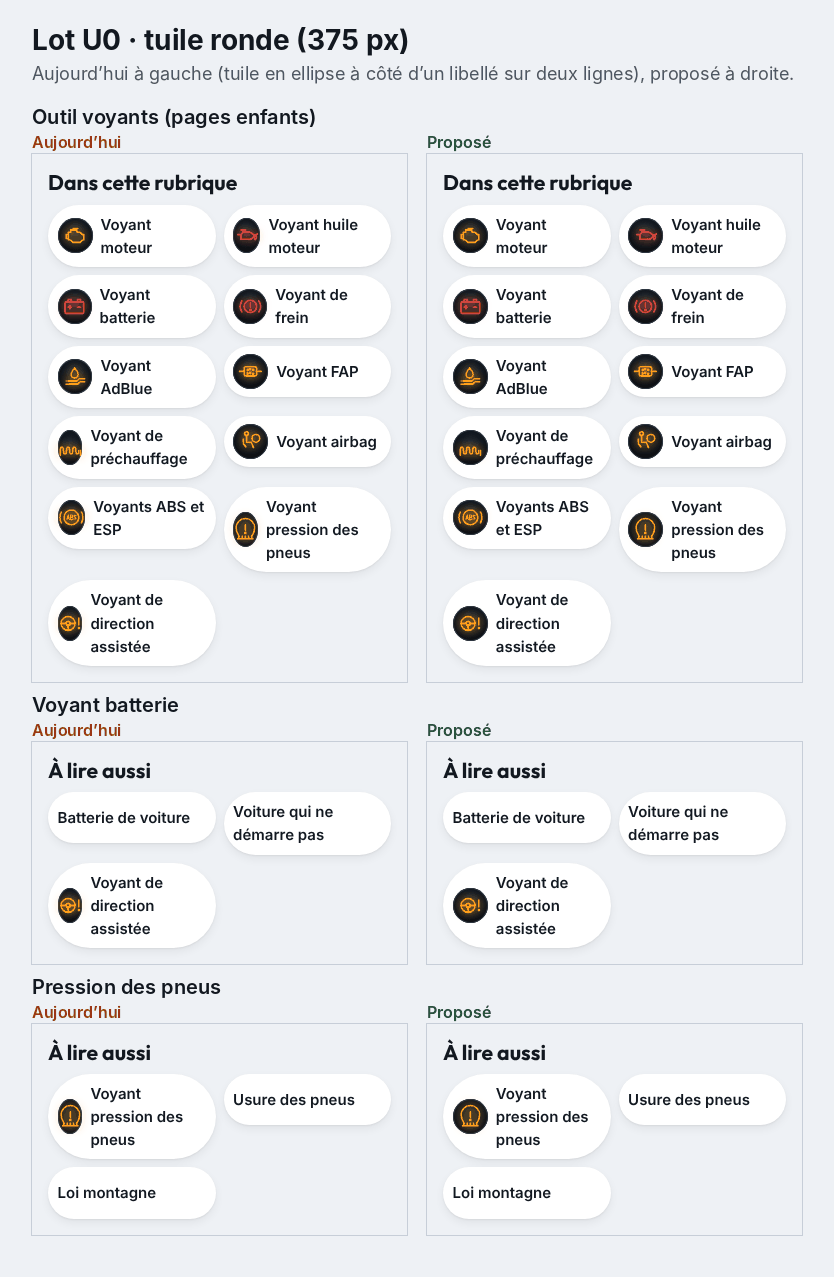 Lot U0 · tuile ronde (375 px)
Aujourd’hui à gauche (tuile en ellipse à côté d’un libellé sur deux lignes), proposé à droite.
Outil voyants (pages enfants)
Aujourd’hui
Dans cette rubrique
Voyant
moteur
Voyant huile
moteur
Voyant
batterie
Voyant de
frein
Voyant
AdBlue
Voyant FAP
Voyant de
préchauffage
Voyant airbag
ABS
Voyants ABS et
ESP
Voyant
pression des
pneus
Voyant de
direction
assistée
Proposé
Dans cette rubrique
Voyant
moteur
Voyant huile
moteur
Voyant
batterie
Voyant de
frein
Voyant
AdBlue
Voyant FAP
Voyant de
préchauffage
Voyant airbag
ABS
Voyants ABS
et ESP
Voyant
pression des
pneus
Voyant de
direction
assistée
Voyant batterie
Aujourd’hui
À lire aussi
Batterie de voiture
Voiture qui ne
démarre pas
Voyant de
direction
assistée
Proposé
À lire aussi
Batterie de voiture
Voiture qui ne
démarre pas
Voyant de
direction
assistée
Pression des pneus
Aujourd’hui
À lire aussi
Voyant
pression des
pneus
Usure des pneus
Loi montagne
Proposé
À lire aussi
Voyant
pression des
pneus
Usure des pneus
Loi montagne